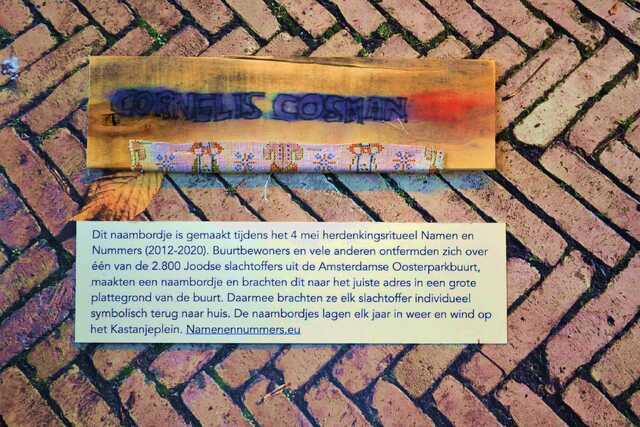 CORNELIS COSMAN
Dit naambordje is gemaakt tijdens het 4 mei herdenkingsritueel Namen en
Nummers (2012-2020). Buurtbewoners en vele anderen ontfermden zich over
één van de 2.800 Joodse slachtoffers uit de Amsterdamse Oosterparkbuurt,
maakten een naambordje en brachten dit naar het juiste adres in een grote
plattegrond van de buurt. Daarmee brachten ze elk slachtoffer individueel
symbolisch terug naar huis. De naambordjes lagen elk jaar in weer en wind op
het Kastanjeplein. Namenennummers.eu